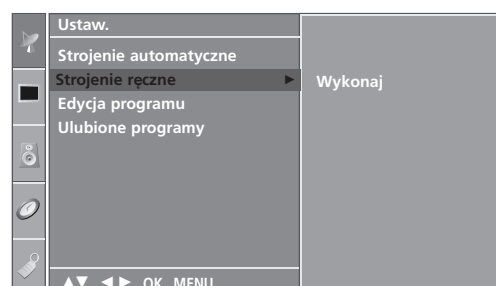 Ustaw.
Strojenie automatyczne
Strojenie ręczne ►
Wykonaj
Edycja programu
Ulubione programy
▲▼ ◄► OK MENU